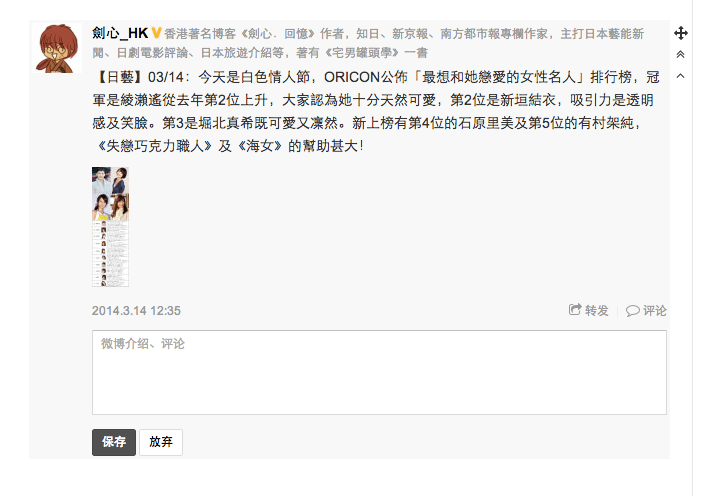 劍心_HK 香港著名博客《劍心．回憶》作者，知日、新京報、南方都市報專欄作家，主打日本藝能新
聞、日劇電影評論、日本旅遊介紹等，著有《宅男罐頭學》一書
【日藝】03/14：今天是白色情人節，ORICON公佈「最想和她戀愛的女性名人」排行榜，冠
軍是綾瀨遙從去年第2位上升，大家認為她十分天然可愛，第2位是新垣結衣，吸引力是透明
感及笑臉。第3是堀北真希既可愛又凜然。新上榜有第4位的石原里美及第5位的有村架純，
《失戀巧克力職人》及《海女》的幫助甚大！
2014.3.14 12:35 转发 评论
微博介绍、评论
保存 放弃